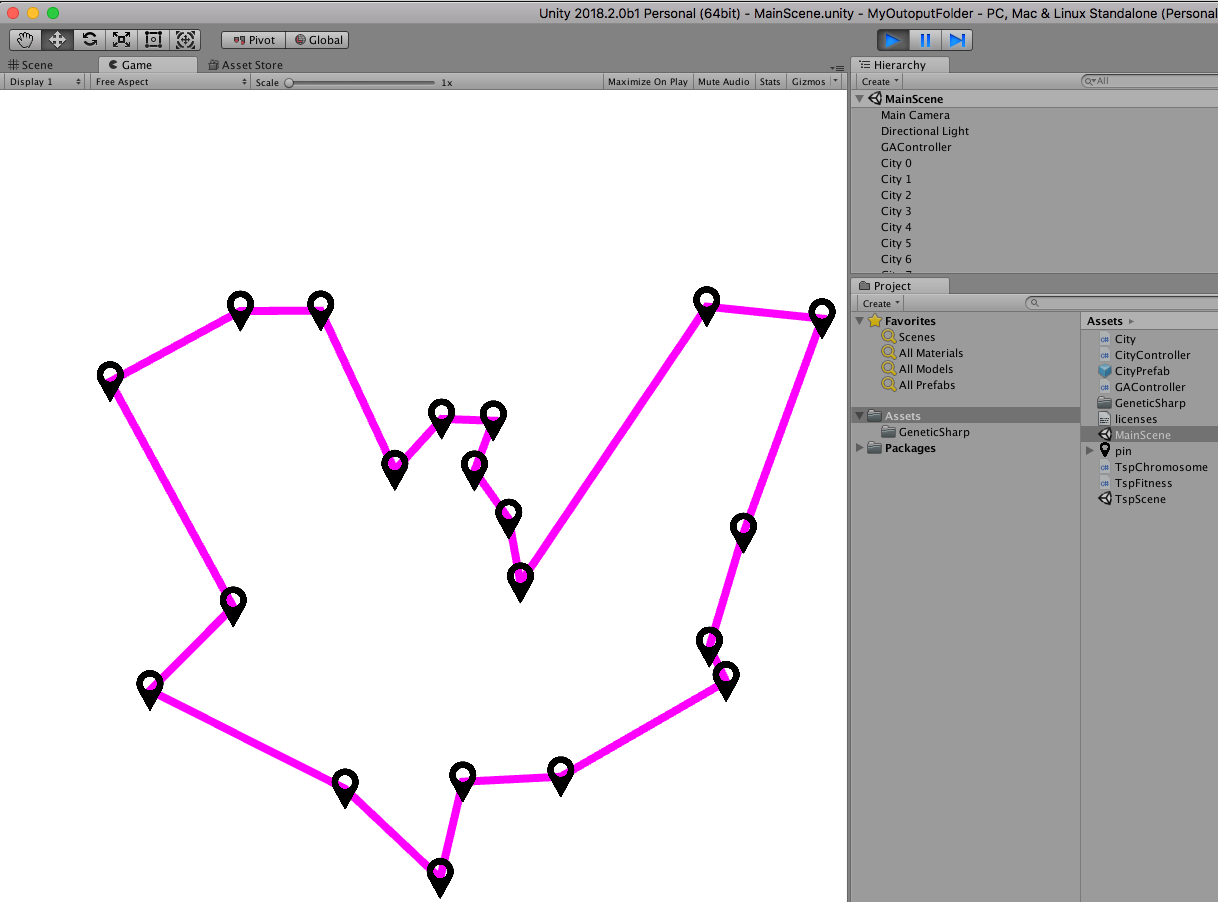 Unity 2018.2.0b1 Personal (64bit) - MainScene.unity - MyOutoputFolder - PC, Mac & Linux Standalone (Personal
Pivot Global
Scene Game Asset Store
Display 1 Free Aspect Scale 1x Maximize On Play Mute Audio Stats Gizmos
Hierarchy
Create All
MainScene
Main Camera
Directional Light
GAController
City 0
City 1
City 2
City 3
City 4
City 5
City 6
Project
Create
Favorites
Scenes
All Materials
All Models
All Prefabs
Assets
GeneticSharp
Packages
Assets
City
CityController
CityPrefab
GAController
GeneticSharp
licenses
MainScene
pin
TspChromosome
TspFitness
TspScene